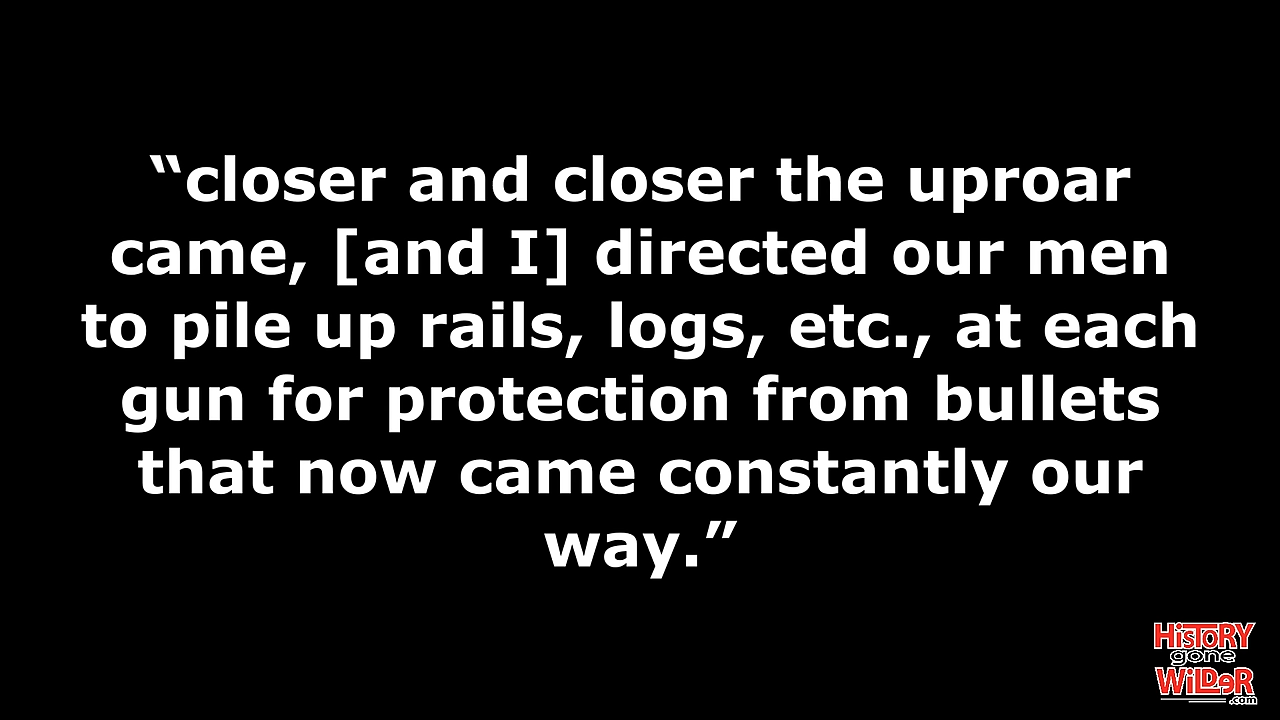 “closer and closer the uproar
came, [and I] directed our men
to pile up rails, logs, etc., at each
gun for protection from bullets
that now came constantly our
way.”
HiSTORY
gone
WiLDeR
.com